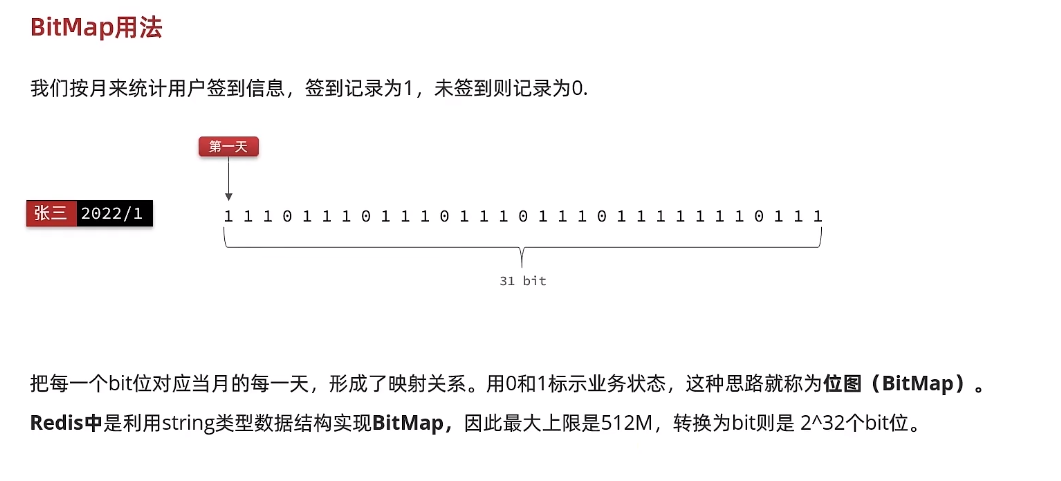 BitMap用法
我们按月来统计用户签到信息，签到记录为1，未签到则记录为0.
第一天
张三 2022/1 1 1 1 0 1 1 1 0 1 1 1 0 1 1 1 0 1 1 1 0 1 1 1 1 1 1 1 0 1 1 1
31 bit
把每一个bit位对应当月的每一天，形成了映射关系。用0和1标示业务状态，这种思路就称为位图（BitMap）。
Redis中是利用string类型数据结构实现BitMap，因此最大上限是512M，转换为bit则是 2^32个bit位。